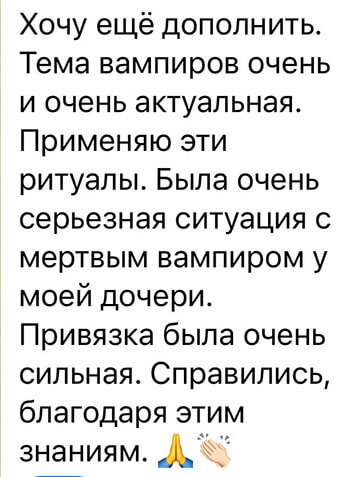 Хочу ещё дополнить.
Тема вампиров очень
и очень актуальная.
Применяю эти
ритуалы. Была очень
серьезная ситуация с
мертвым вампиром у
моей дочери.
Привязка была очень
сильная. Справились,
благодаря этим
знаниям. 🙏👏🏻